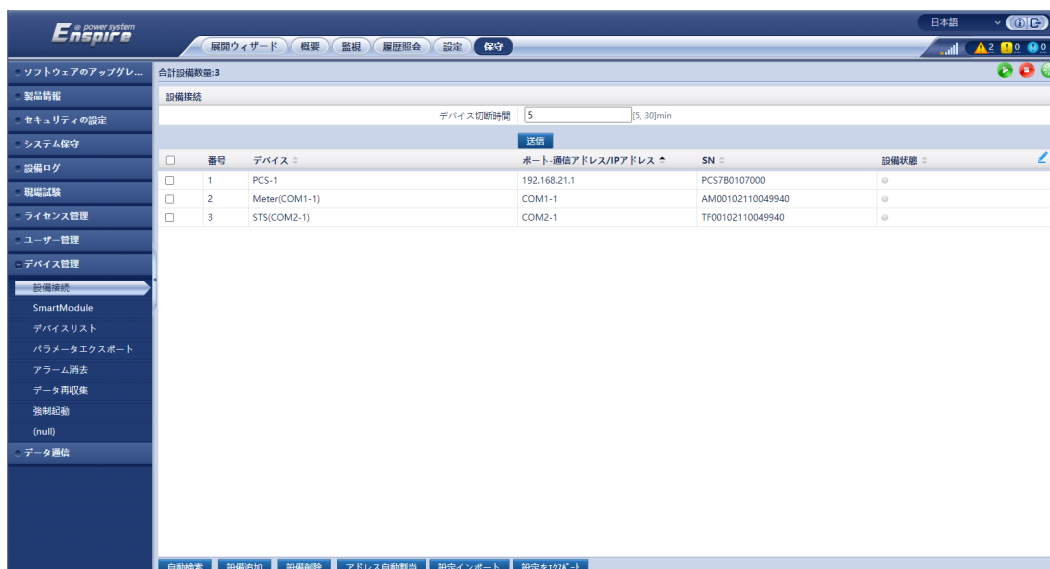 e power system
Enspire
日本語
展開ウィザード 概要 監視 履歴照会 設定 保守
2 0 0
ソフトウェアのアップグレ...
製品情報
セキュリティの設定
システム保守
設備ログ
現場試験
ライセンス管理
ユーザー管理
デバイス管理
設備接続
SmartModule
デバイスリスト
パラメータエクスポート
アラーム消去
データ再収集
強制起動
(null)
データ通信
合計設備数量:3
設備接続
デバイス切断時間 5 [5, 30]min
送信
番号 デバイス ポート-通信アドレス/IPアドレス SN 設備状態
1 PCS-1 192.168.21.1 PCS7B0107000
2 Meter(COM1-1) COM1-1 AM00102110049940
3 STS(COM2-1) COM2-1 TF00102110049940
自動検索 設備追加 設備削除 アドレス自動割当 設定インポート 設定をｴｸｽﾎﾟｰﾄ